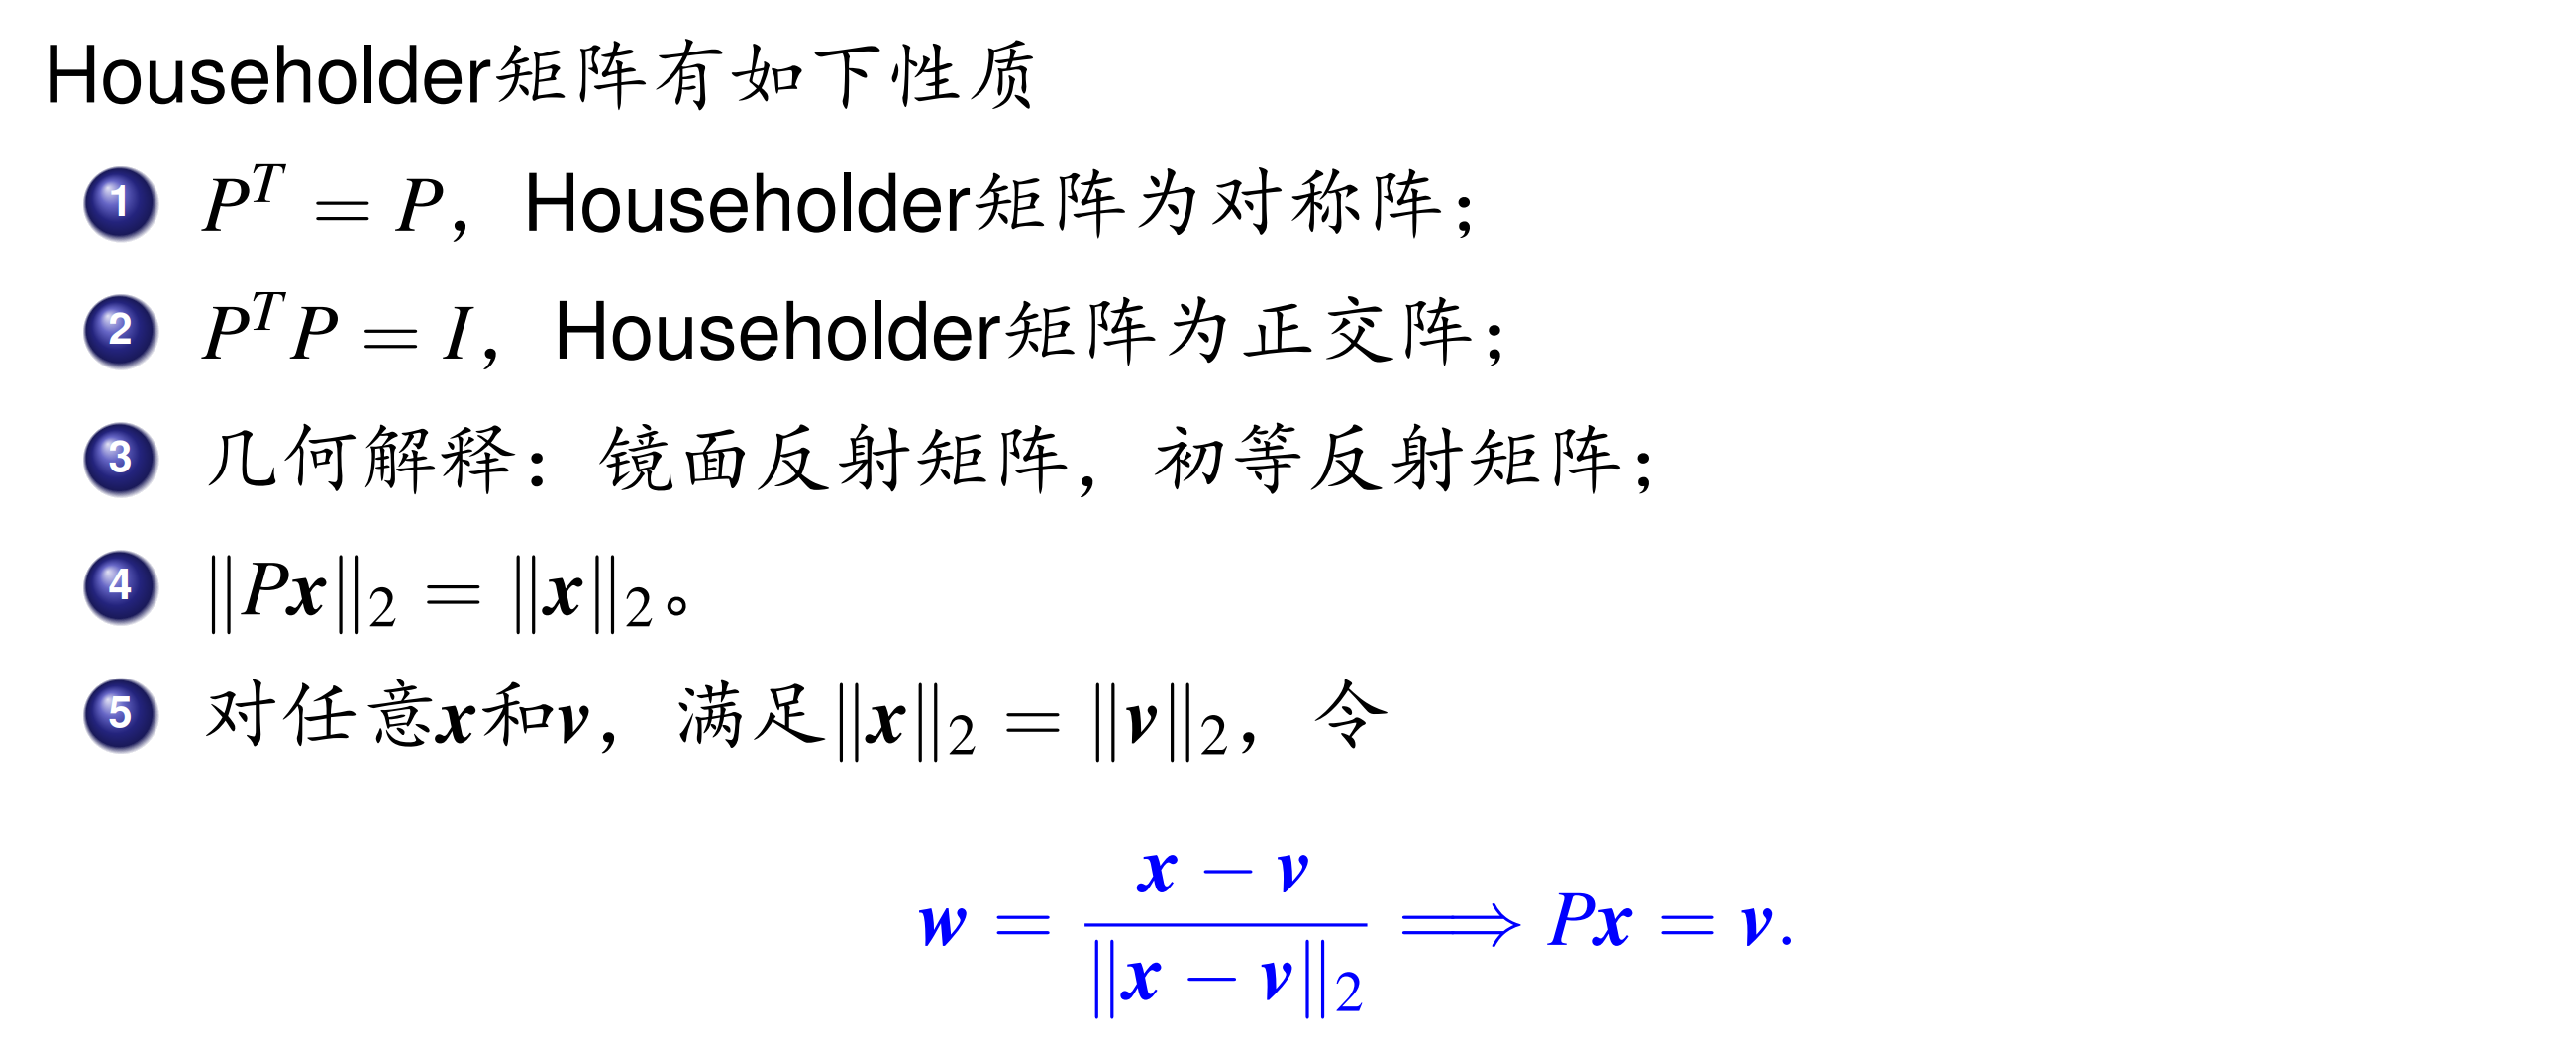 Householder矩阵有如下性质
1 $P^T = P$，Householder矩阵为对称阵；
2 $P^T P = I$，Householder矩阵为正交阵；
3 几何解释：镜面反射矩阵，初等反射矩阵；
4 $\|P\boldsymbol{x}\|_2 = \|\boldsymbol{x}\|_2$。
5 对任意$\boldsymbol{x}$和$\boldsymbol{v}$，满足$\|\boldsymbol{x}\|_2 = \|\boldsymbol{v}\|_2$，令
$\boldsymbol{w} = \frac{\boldsymbol{x} - \boldsymbol{v}}{\|\boldsymbol{x} - \boldsymbol{v}\|_2} \Longrightarrow P\boldsymbol{x} = \boldsymbol{v}.$